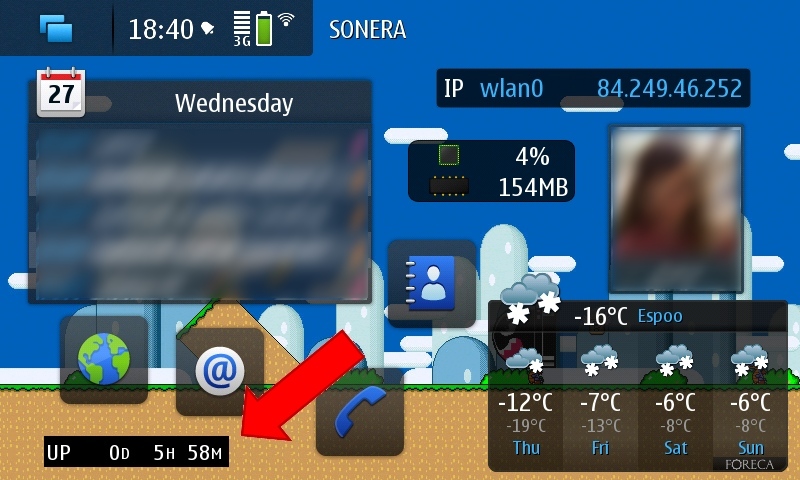 18:40 3G SONERA
27 Wednesday
IP wlan0 84.249.46.252
4%
154MB
-16°C Espoo
@
-12°C -7°C -6°C -6°C
-19°C -13°C -8°C -8°C
Thu Fri Sat Sun
FORECA
UP 0D 5H 58M